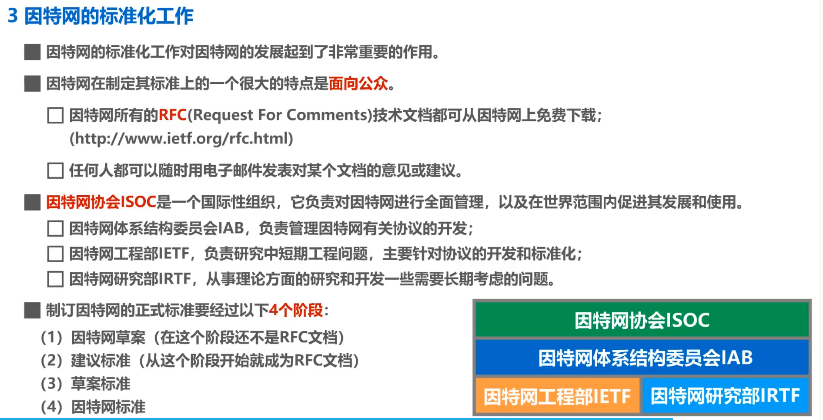 3 因特网的标准化工作
因特网的标准化工作对因特网的发展起到了非常重要的作用。
因特网在制定其标准上的一个很大的特点是面向公众。
因特网所有的RFC(Request For Comments)技术文档都可从因特网上免费下载；
(http://www.ietf.org/rfc.html)
任何人都可以随时用电子邮件发表对某个文档的意见或建议。
因特网协会ISOC是一个国际性组织，它负责对因特网进行全面管理，以及在世界范围内促进其发展和使用。
因特网体系结构委员会IAB，负责管理因特网有关协议的开发；
因特网工程部IETF，负责研究中短期工程问题，主要针对协议的开发和标准化；
因特网研究部IRTF，从事理论方面的研究和开发一些需要长期考虑的问题。
制订因特网的正式标准要经过以下4个阶段：
（1）因特网草案（在这个阶段还不是RFC文档）
（2）建议标准（从这个阶段开始就成为RFC文档）
（3）草案标准
（4）因特网标准
因特网协会ISOC
因特网体系结构委员会IAB
因特网工程部IETF
因特网研究部IRTF